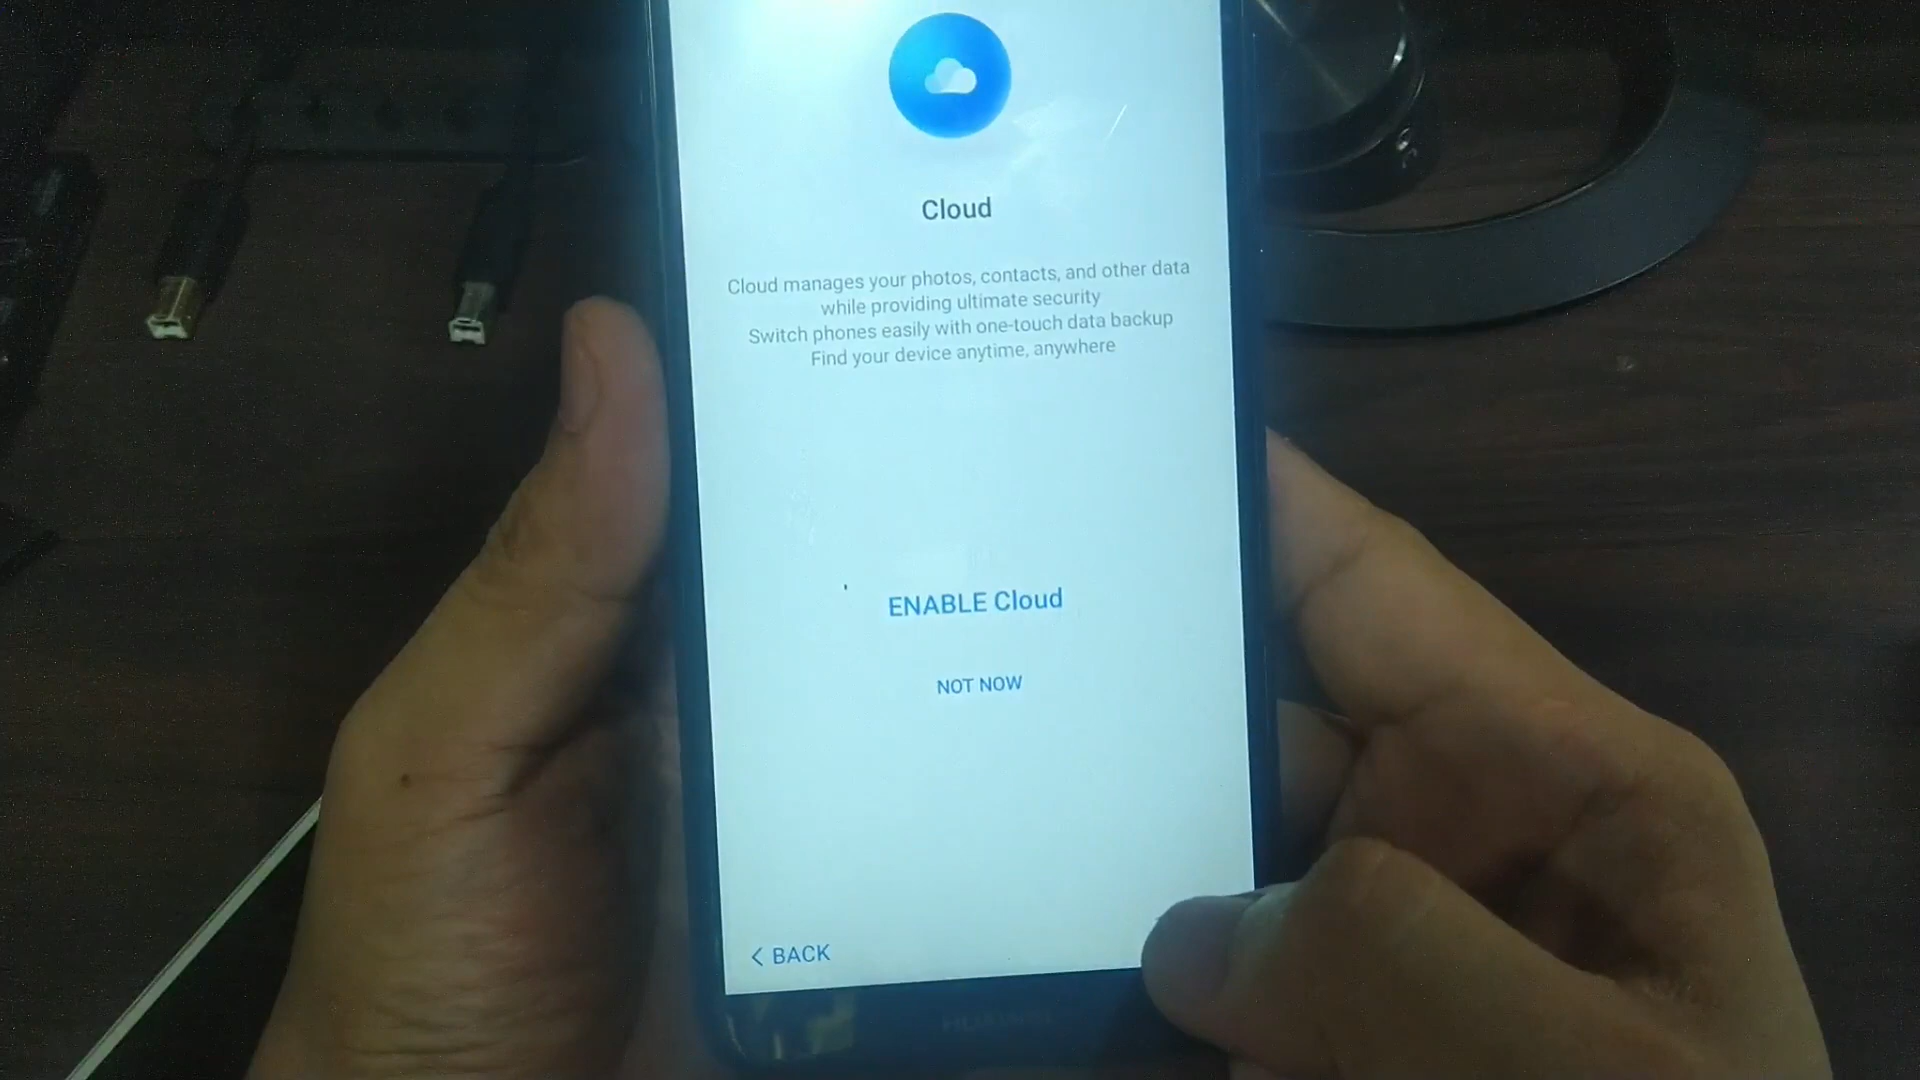 Cloud
Cloud manages your photos, contacts, and other data
while providing ultimate security
Switch phones easily with one-touch data backup
Find your device anytime, anywhere
ENABLE Cloud
NOT NOW
< BACK
HUAWEI